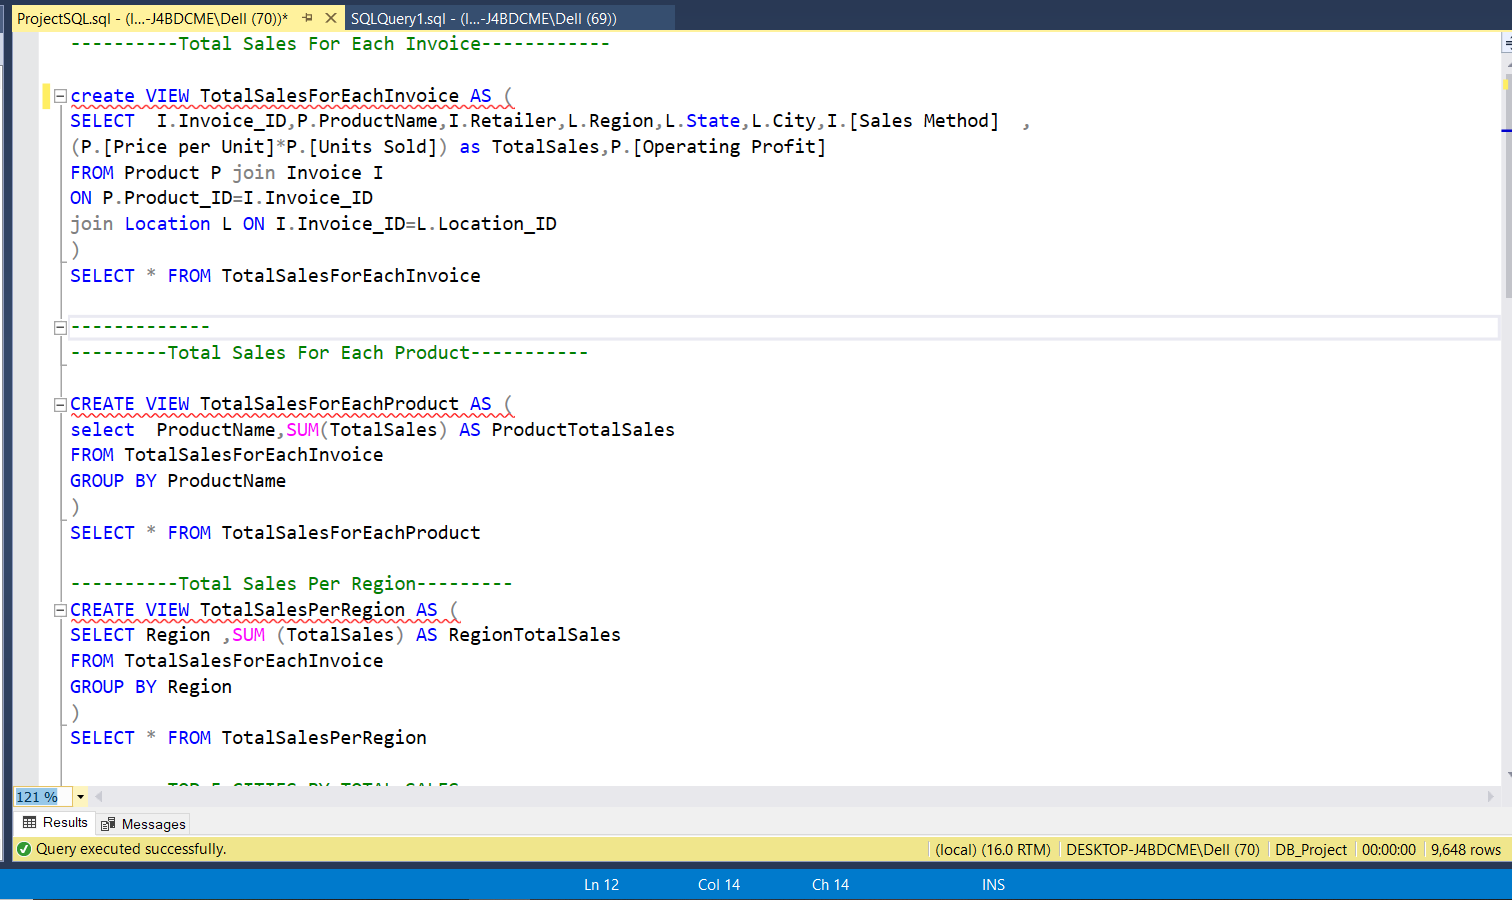 ProjectSQL.sql - (l...-J4BDCME\Dell (70))* SQLQuery1.sql - (l...-J4BDCME\Dell (69))
----------Total Sales For Each Invoice------------
create VIEW TotalSalesForEachInvoice AS (
SELECT  I.Invoice_ID,P.ProductName,I.Retailer,L.Region,L.State,L.City,I.[Sales Method]  ,
(P.[Price per Unit]*P.[Units Sold]) as TotalSales,P.[Operating Profit]
FROM Product P join Invoice I
ON P.Product_ID=I.Invoice_ID
join Location L ON I.Invoice_ID=L.Location_ID
)
SELECT * FROM TotalSalesForEachInvoice
-------------
---------Total Sales For Each Product-----------
CREATE VIEW TotalSalesForEachProduct AS (
select  ProductName,SUM(TotalSales) AS ProductTotalSales
FROM TotalSalesForEachInvoice
GROUP BY ProductName
)
SELECT * FROM TotalSalesForEachProduct
----------Total Sales Per Region---------
CREATE VIEW TotalSalesPerRegion AS (
SELECT Region ,SUM (TotalSales) AS RegionTotalSales
FROM TotalSalesForEachInvoice
GROUP BY Region
)
SELECT * FROM TotalSalesPerRegion
TOP 5 CITIES BY TOTAL SALES
121 %
Results Messages
Query executed successfully. (local) (16.0 RTM) DESKTOP-J4BDCME\Dell (70) DB_Project 00:00:00 9,648 rows
Ln 12 Col 14 Ch 14 INS